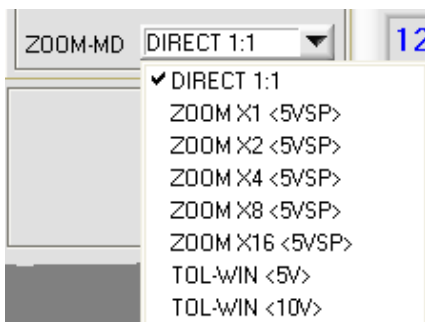 ZOOM-MD DIRECT 1:1 12
✔DIRECT 1:1
ZOOM X1 <5VSP>
ZOOM X2 <5VSP>
ZOOM X4 <5VSP>
ZOOM X8 <5VSP>
ZOOM X16 <5VSP>
TOL-WIN <5V>
TOL-WIN <10V>